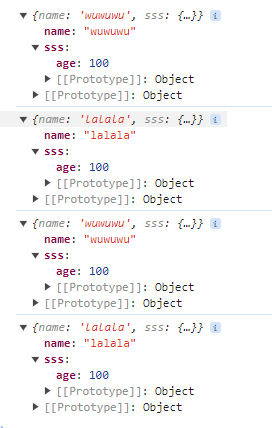 ▼ {name: 'wuwuwu', sss: {…}} i
name: "wuwuwu"
▼ sss:
age: 100
▶ [[Prototype]]: Object
▶ [[Prototype]]: Object
▼ {name: 'lalala', sss: {…}} i
name: "lalala"
▼ sss:
age: 100
▶ [[Prototype]]: Object
▶ [[Prototype]]: Object
▼ {name: 'wuwuwu', sss: {…}} i
name: "wuwuwu"
▼ sss:
age: 100
▶ [[Prototype]]: Object
▶ [[Prototype]]: Object
▼ {name: 'lalala', sss: {…}} i
name: "lalala"
▼ sss:
age: 100
▶ [[Prototype]]: Object
▶ [[Prototype]]: Object